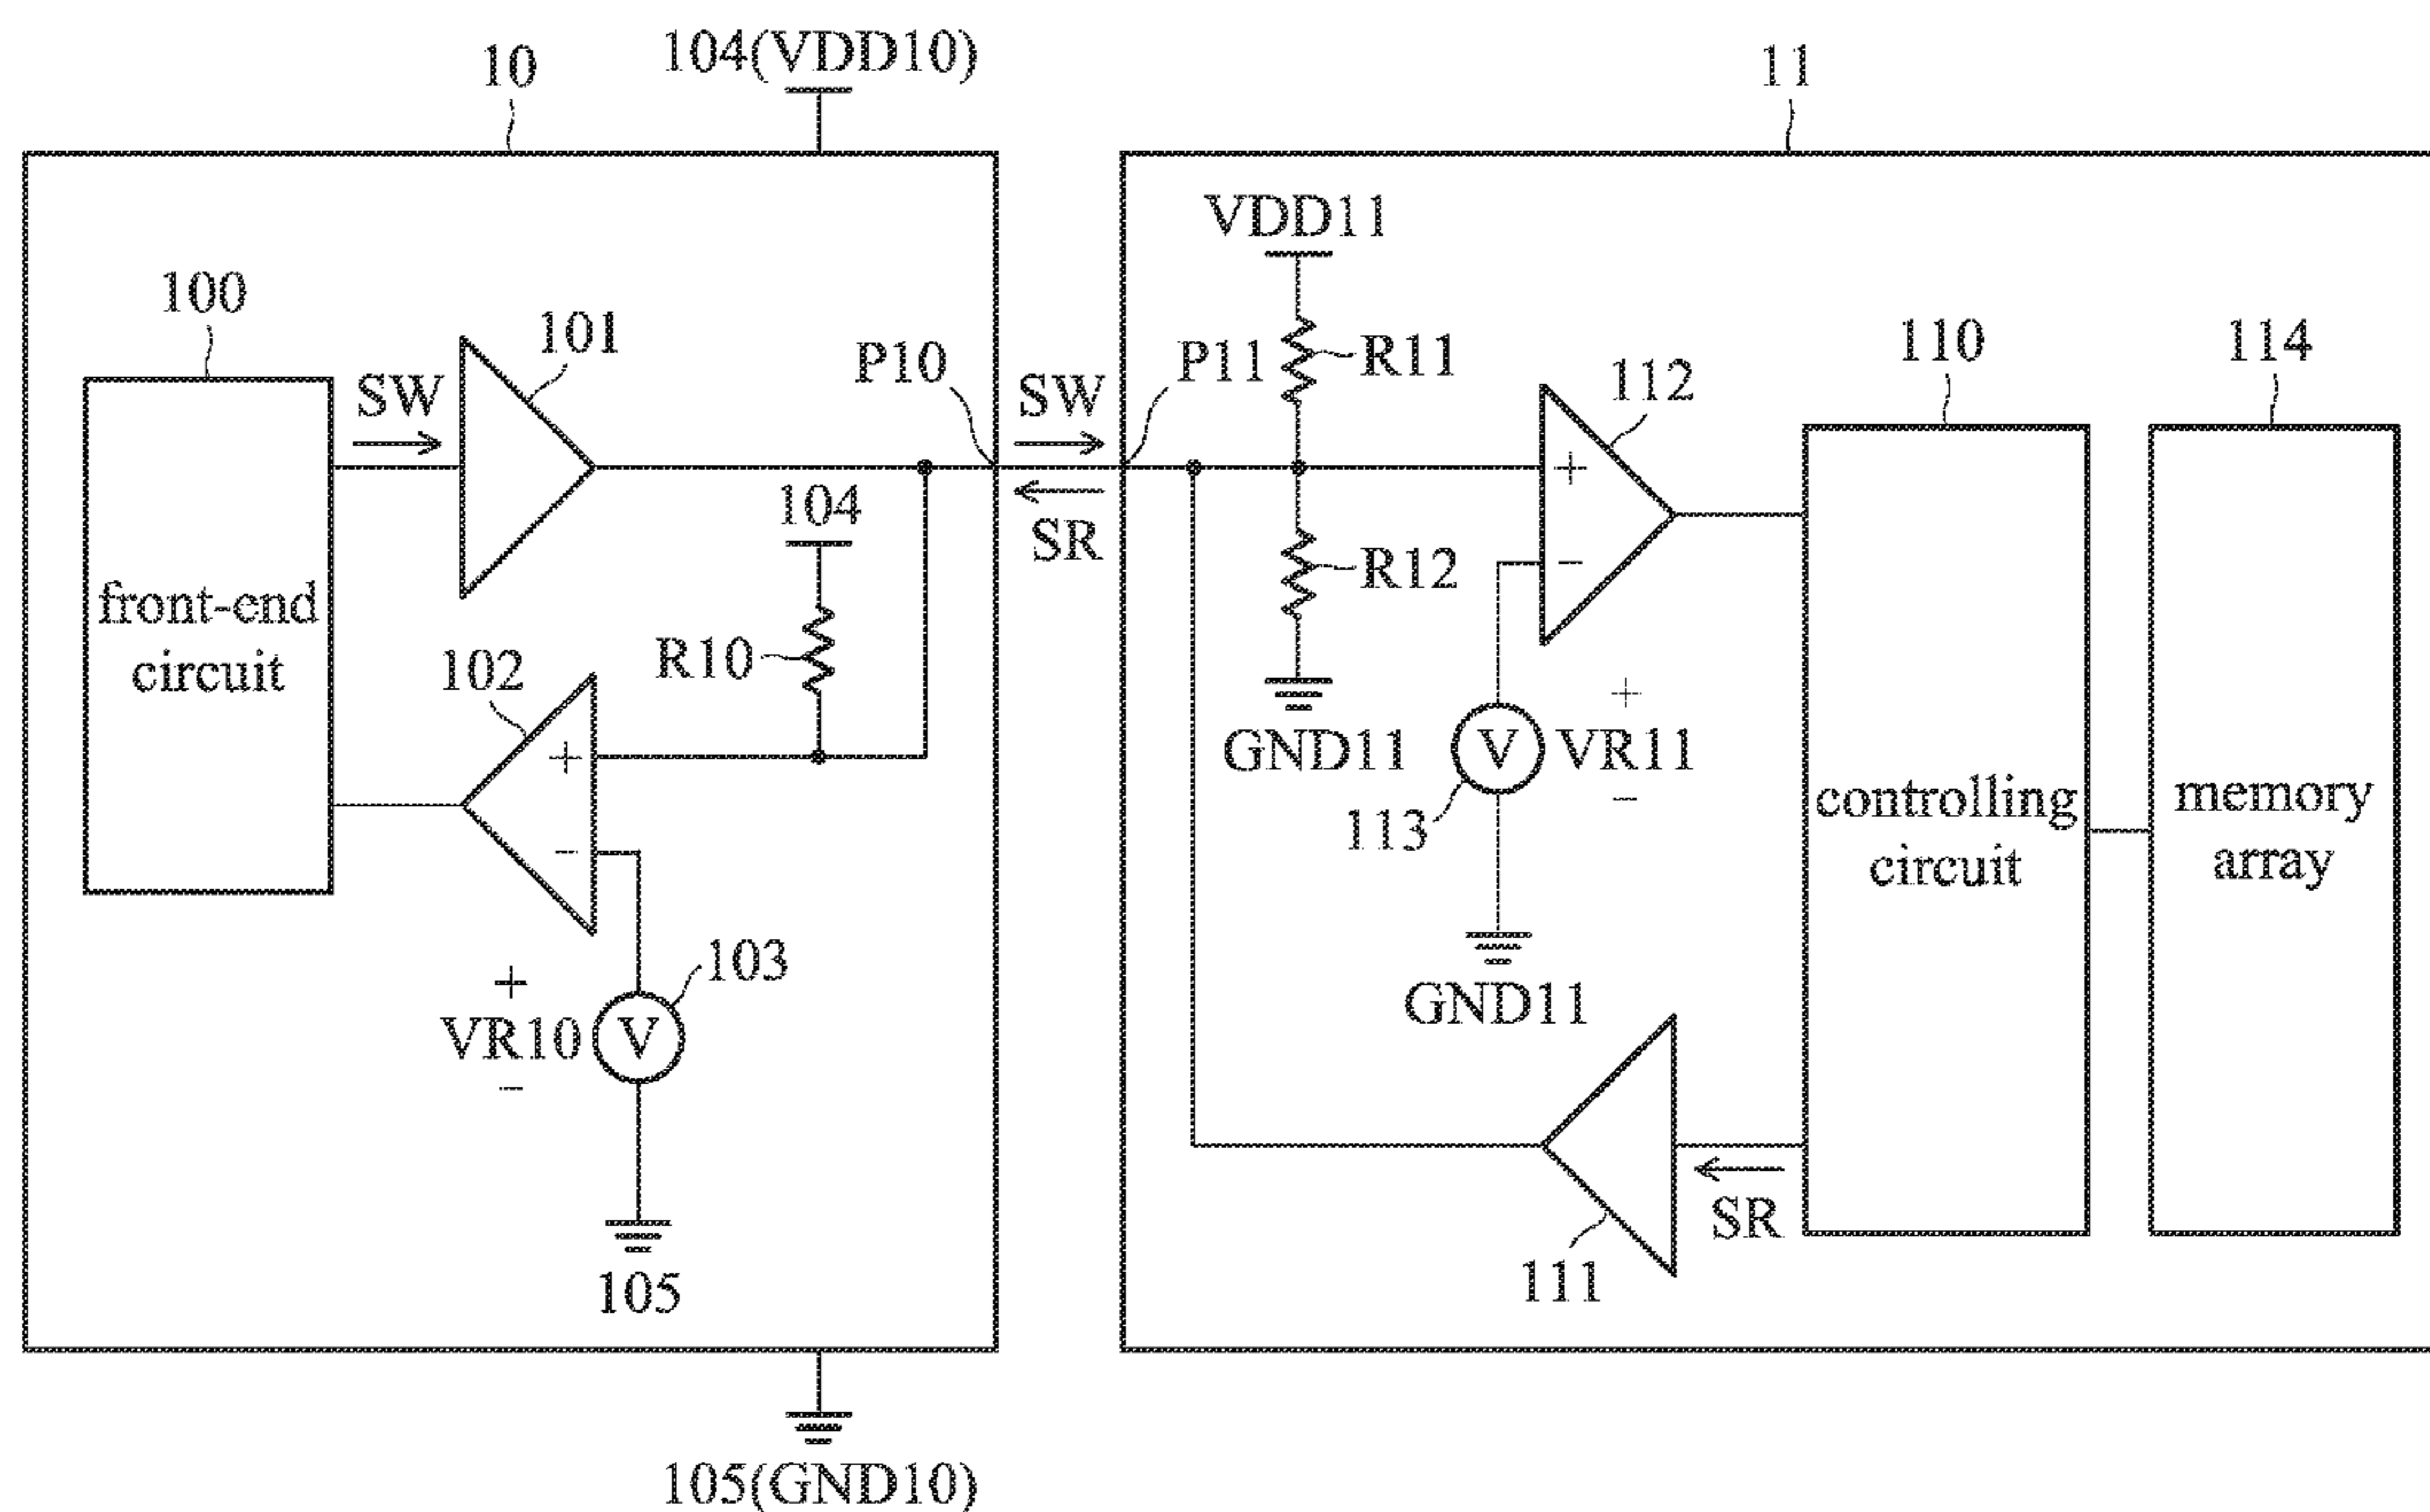 104(VDD10)
10
11
VDD11
100
101
P10
SW
P11
R11
110
114
SW
112
SR
104
+
−
R12
front-end
circuit
R10
102
+
−
GND11
V
+
VR11
−
113
controlling
circuit
memory
array
103
+
VR10
−
V
GND11
105
SR
111
105(GND10)